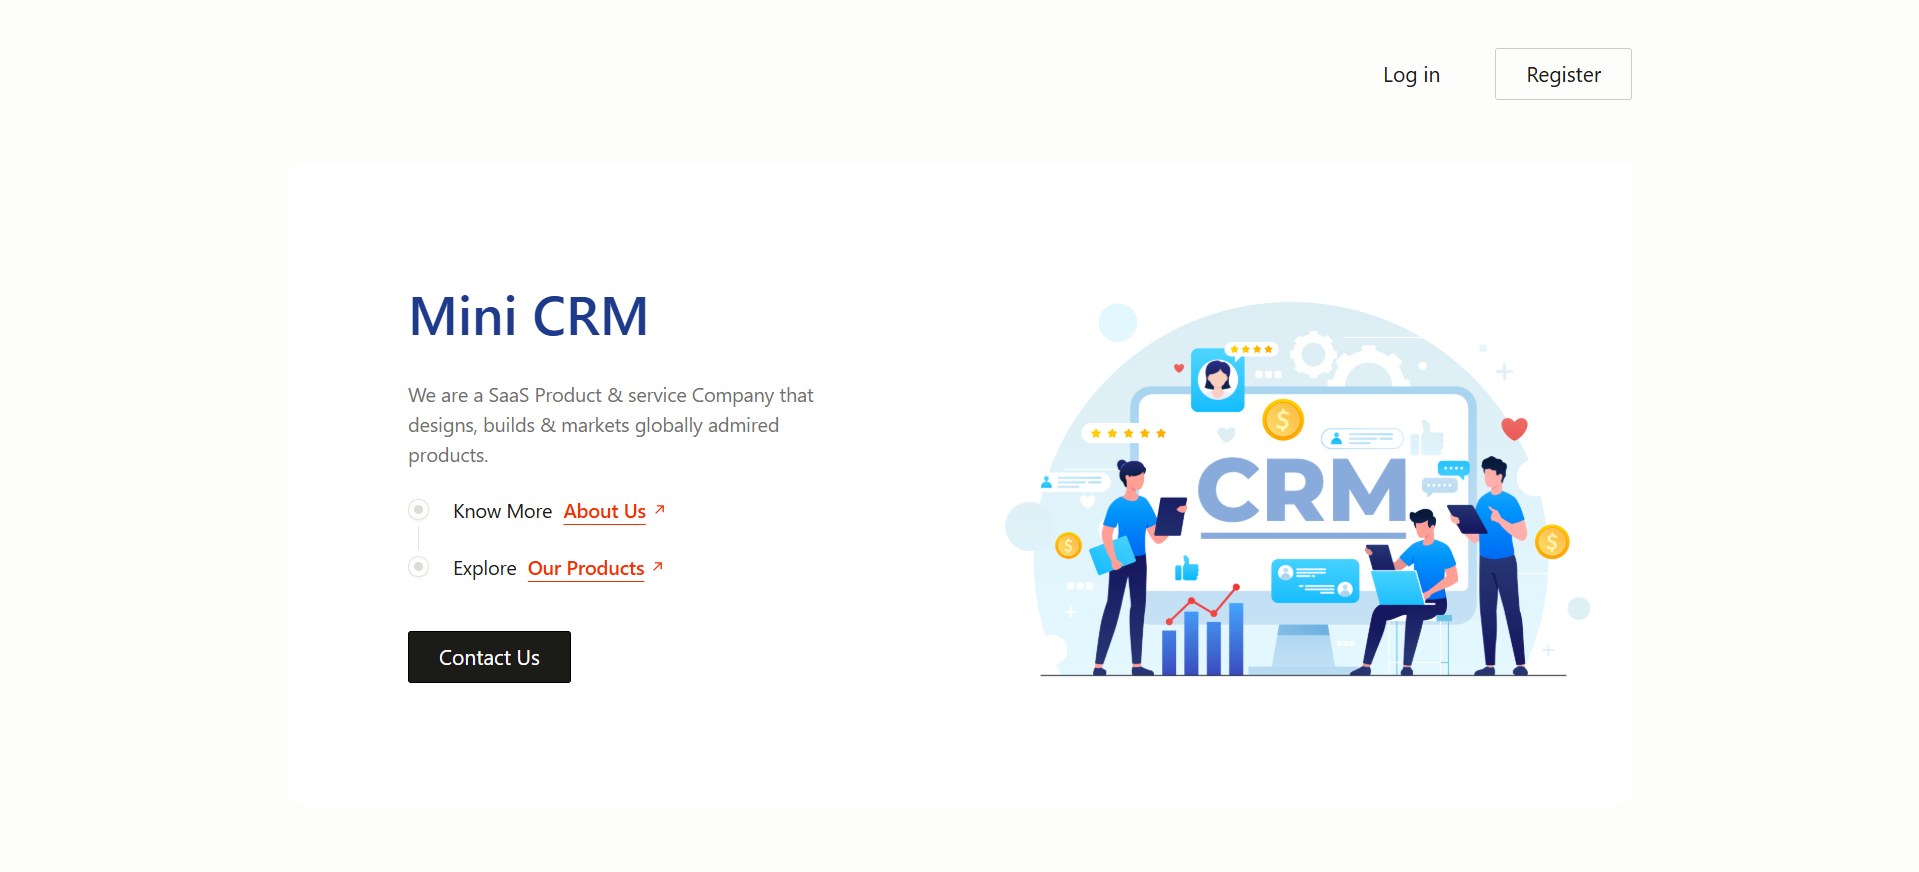 Log in
Register
Mini CRM
We are a SaaS Product & service Company that
designs, builds & markets globally admired
products.
Know More About Us
Explore Our Products
Contact Us
CRM